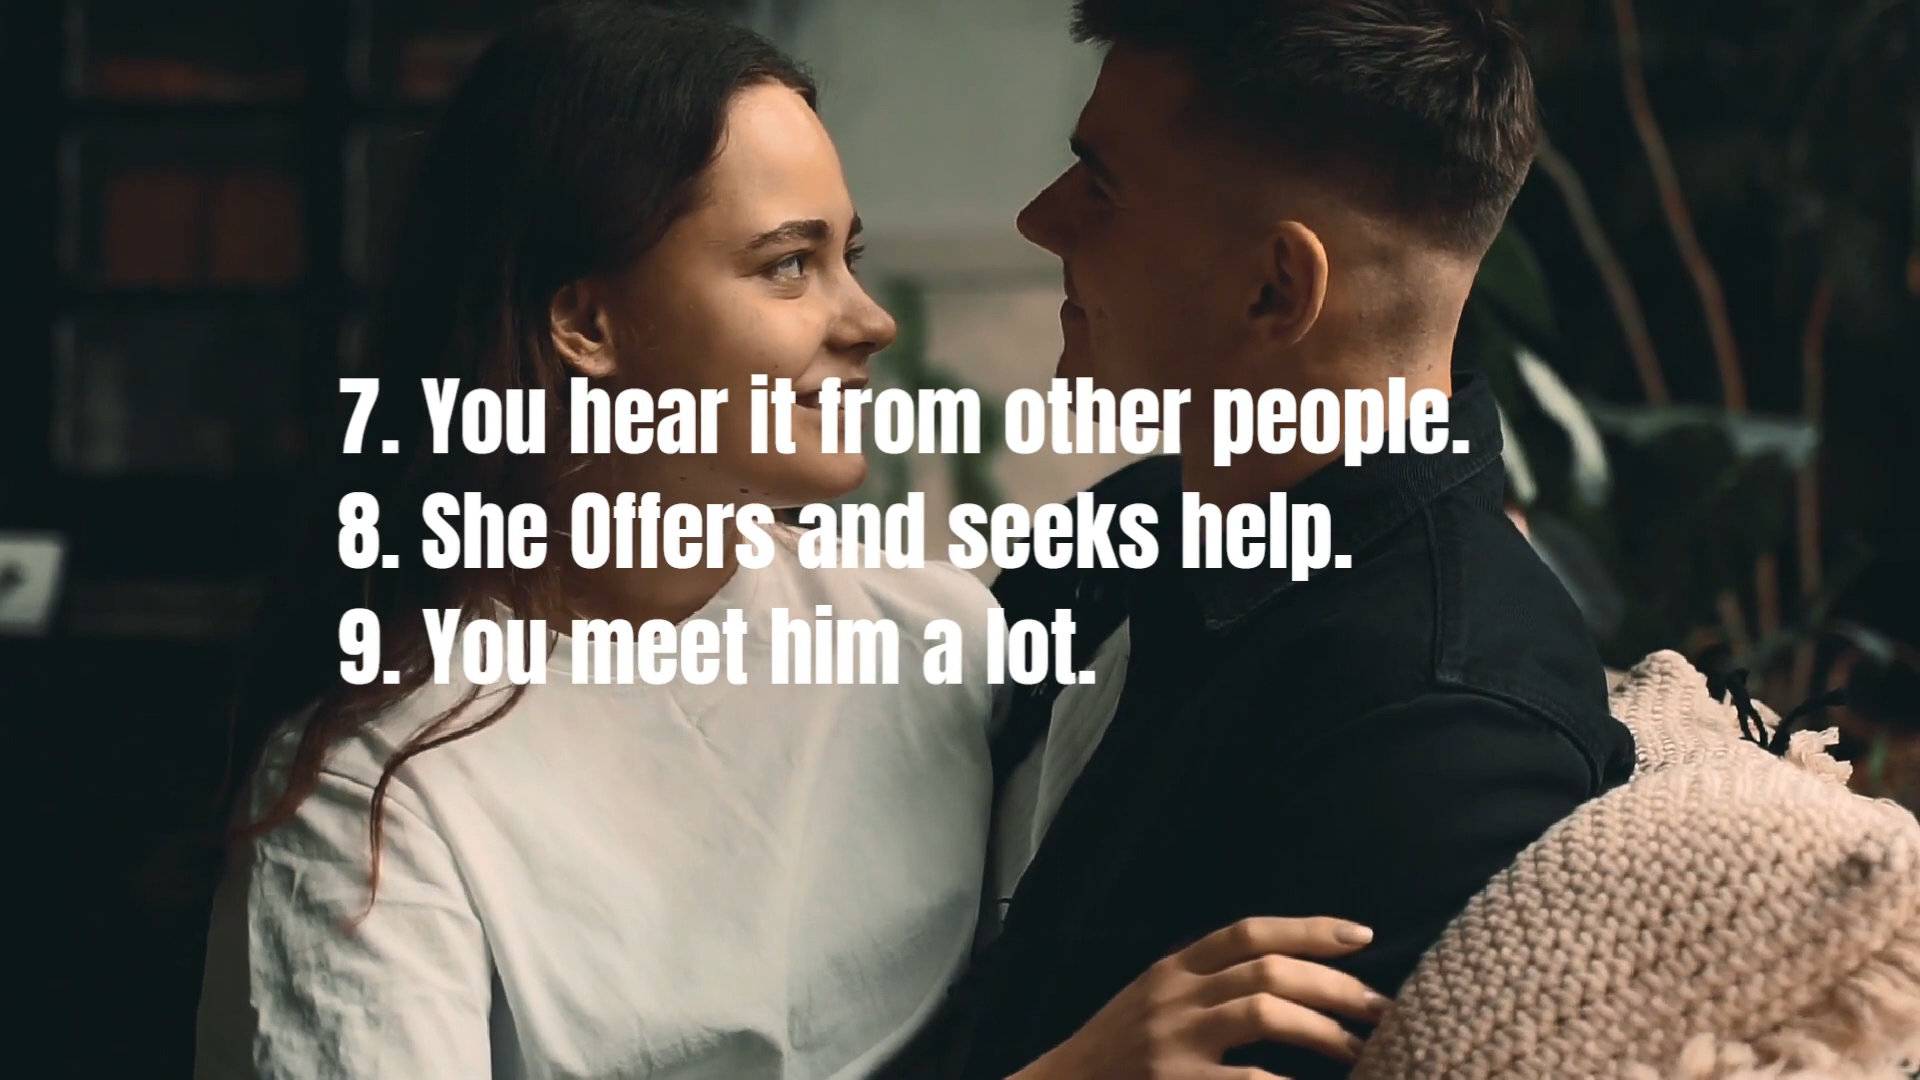 7. You hear it from other people.
8. She Offers and seeks help.
9. You meet him a lot.